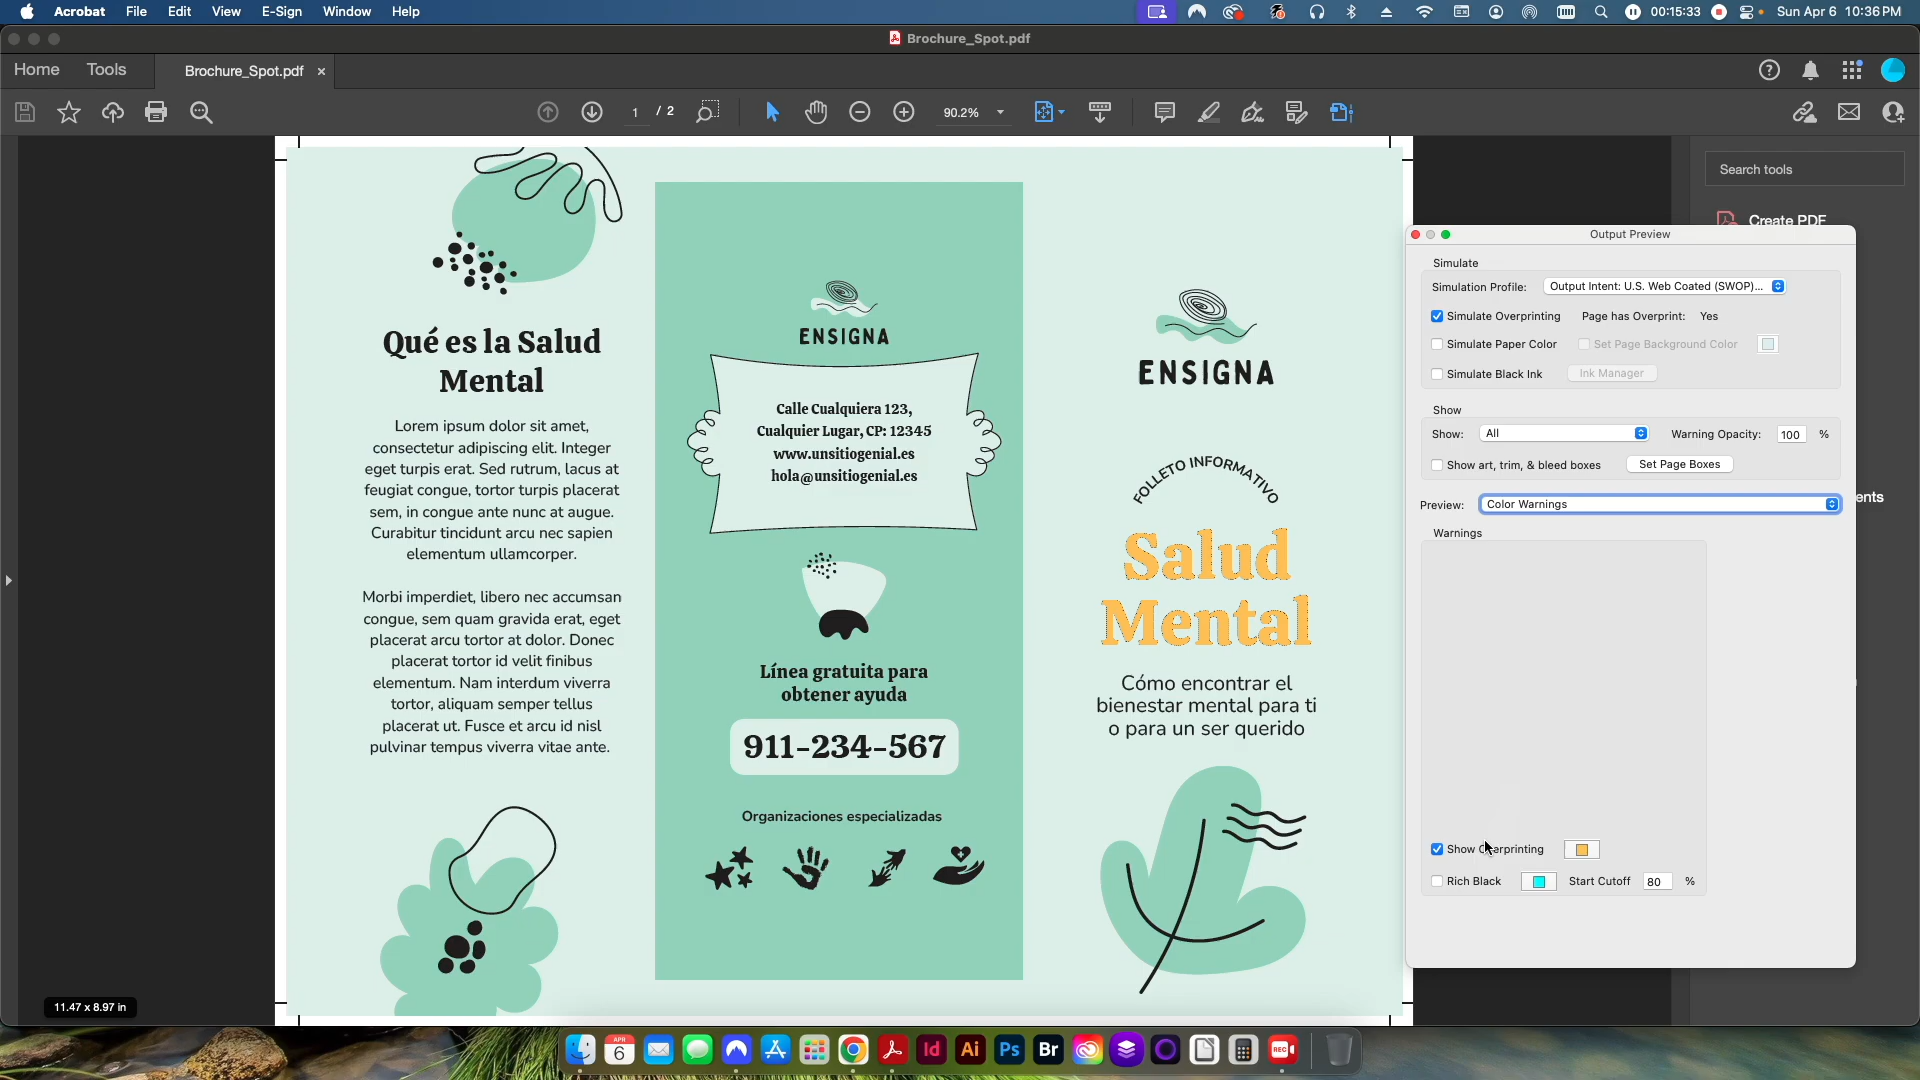 Acrobat File Edit View E-Sign Window Help
00:15:33 Sun Apr 6 10:36 PM
Brochure_Spot.pdf
Home Tools Brochure_Spot.pdf
1 / 2 90.2%
Search tools
Create PDF
ents
Qué es la Salud
Mental
Lorem ipsum dolor sit amet,
consectetur adipiscing elit. Integer
eget turpis erat. Sed rutrum, lacus at
feugiat congue, tortor turpis placerat
sem, in congue ante nunc at augue.
Curabitur tincidunt arcu nec sapien
elementum ullamcorper.
Morbi imperdiet, libero nec accumsan
congue, sem quam gravida erat, eget
placerat arcu tortor at dolor. Donec
placerat tortor id velit finibus
elementum. Nam interdum viverra
tortor, aliquam semper tellus
placerat ut. Fusce et arcu id nisl
pulvinar tempus viverra vitae ante.
ENSIGNA
Calle Cualquiera 123,
Cualquier Lugar, CP: 12345
www.unsitiogenial.es
hola@unsitiogenial.es
Línea gratuita para
obtener ayuda
911-234-567
Organizaciones especializadas
ENSIGNA
FOLLETO INFORMATIVO
Salud
Mental
Cómo encontrar el
bienestar mental para ti
o para un ser querido
Output Preview
Simulate
Simulation Profile: Output Intent: U.S. Web Coated (SWOP)...
Simulate Overprinting Page has Overprint: Yes
Simulate Paper Color Set Page Background Color
Simulate Black Ink Ink Manager
Show
Show: All Warning Opacity: 100 %
Show art, trim, & bleed boxes Set Page Boxes
Preview: Color Warnings
Warnings
Show Overprinting
Rich Black Start Cutoff 80 %
11.47 x 8.97 in
APR
6
Id Ai Ps Br
REC